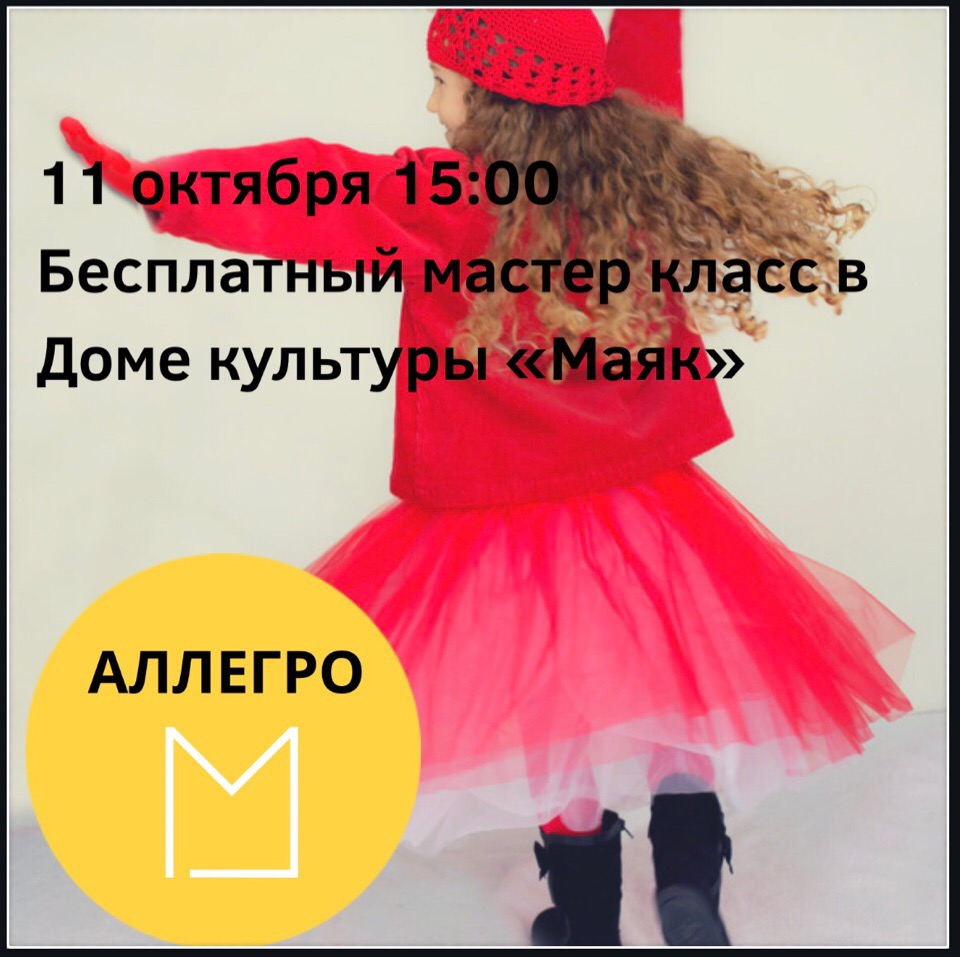 11 октября 15:00
Бесплатный мастер класс в
Доме культуры «Маяк»
АЛЛЕГРО